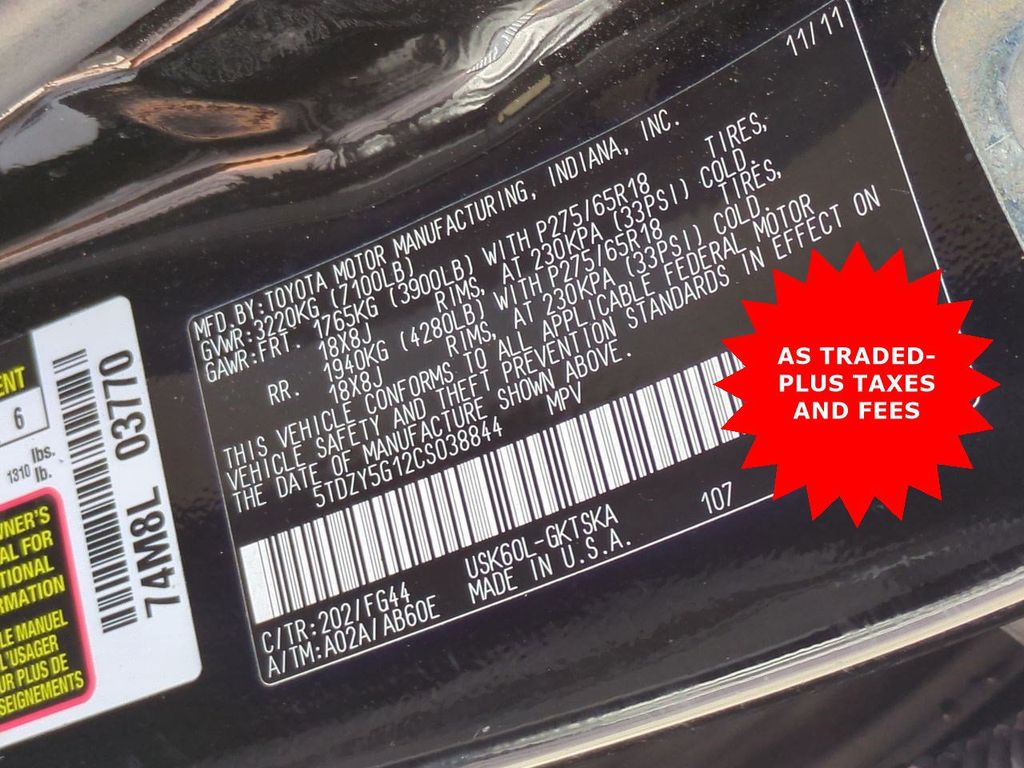 11/11
MFD.BY:TOYOTA MOTOR MANUFACTURING, INDIANA, INC.
GVWR:3220KG (7100LB)
GAWR:FRT. 1765KG (3900LB) WITH P275/65R18 TIRES,
18X8J RIMS, AT 230KPA (33PSI) COLD.
RR. 1940KG (4280LB) WITH P275/65R18 TIRES,
18X8J RIMS, AT 230KPA (33PSI) COLD.
THIS VEHICLE CONFORMS TO ALL APPLICABLE FEDERAL MOTOR
VEHICLE SAFETY AND THEFT PREVENTION STANDARDS IN EFFECT ON
THE DATE OF MANUFACTURE SHOWN ABOVE.
5TDZY5G12CS038844 MPV
C/TR:202/FG44 USK60L-GKTSKA 107
A/TM:A02A/AB60E MADE IN U.S.A.
AS TRADED-
PLUS TAXES
AND FEES
74M8L 03770
ENT
6
lbs.
1310 lb.
WNER'S
AL FOR
TIONAL
RMATION
LE MANUEL
L'USAGER
UR PLUS DE
SEIGNEMENTS